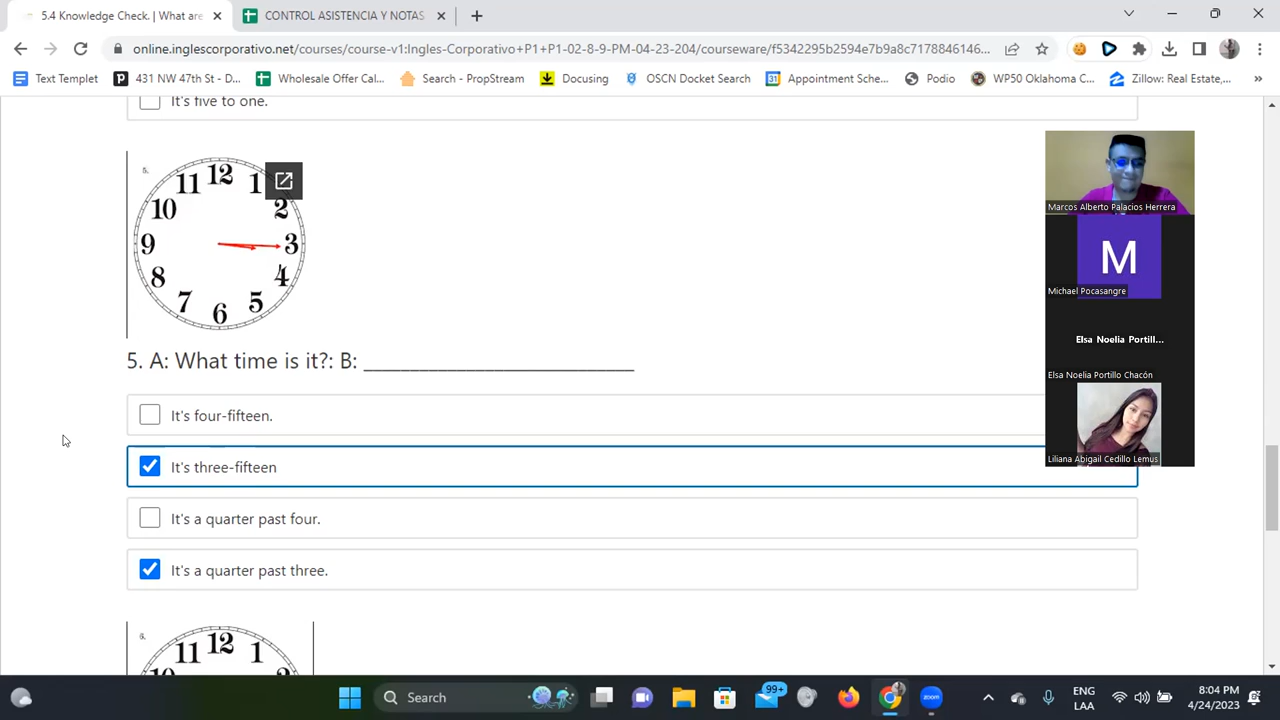 5.4 Knowledge Check. | What are
CONTROL ASISTENCIA Y NOTAS
online.inglescorporativo.net/courses/course-v1:Ingles-Corporativo+P1+P1-02-8-9-PM-04-23-204/courseware/f5342295b2594e7b9a8c7178846146...
Text Templet
431 NW 47th St - D...
Wholesale Offer Cal...
Search - PropStream
Docusing
OSCN Docket Search
Appointment Sche...
Podio
WP50 Oklahoma C...
Zillow: Real Estate,...
It's five to one.
5.
12
11
1
10
2
9
3
8
4
7
5
6
5. A: What time is it?: B: ___________________________
It's four-fifteen.
It's three-fifteen
It's a quarter past four.
It's a quarter past three.
6.
12
11
1
Marcos Alberto Palacios Herrera
M
Michael Pocasangre
Elsa Noelia Portill...
Elsa Noelia Portillo Chacón
Liliana Abigail Cedillo Lemus
Search
99+
ENG
LAA
8:04 PM
4/24/2023